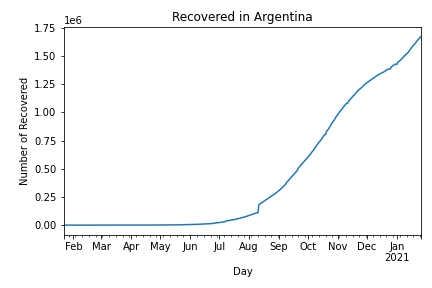 Recovered in Argentina
1e6
1.75
1.50
1.25
1.00
0.75
0.50
0.25
0.00
Number of Recovered
Feb Mar Apr May Jun Jul Aug Sep Oct Nov Dec Jan
2021
Day